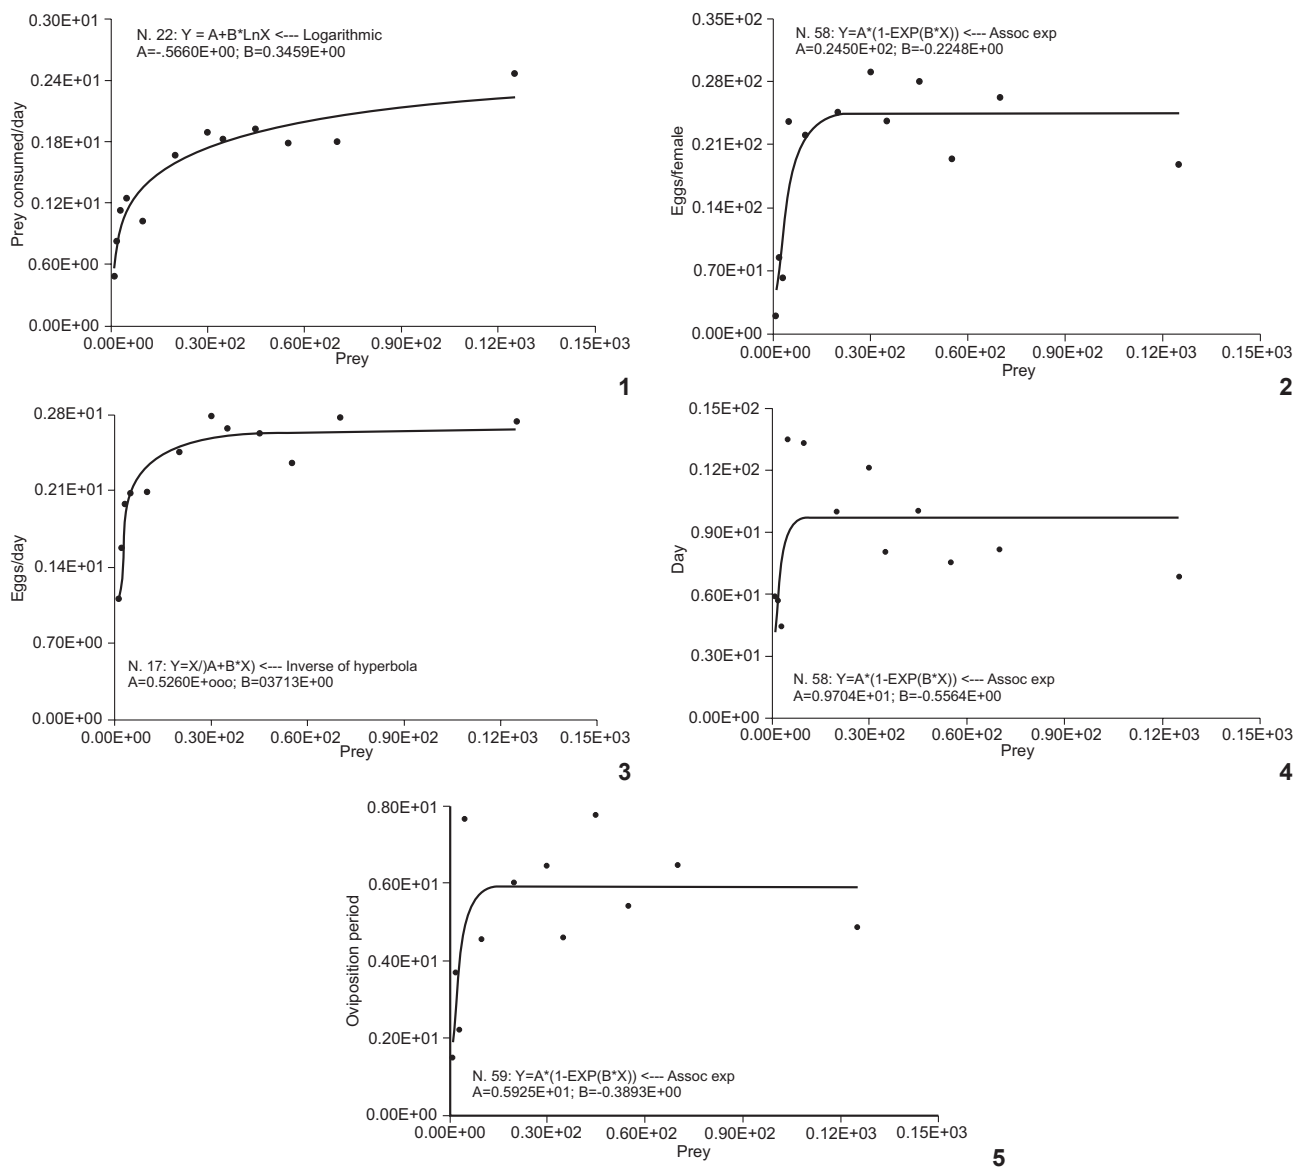 0.30E+01
N. 22: Y = A+B*LnX <--- Logarithmic
A=-.5660E+00; B=0.3459E+00
0.24E+01
0.18E+01
0.12E+01
0.60E+00
0.00E+00
Prey consumed/day
0.00E+00 0.30E+02 0.60E+02 0.90E+02 0.12E+03 0.15E+03
Prey
1
0.35E+02
N. 58: Y=A*(1-EXP(B*X)) <--- Assoc exp
A=0.2450E+02; B=-0.2248E+00
0.28E+02
0.21E+02
0.14E+02
0.70E+01
0.00E+00
Eggs/female
0.00E+00 0.30E+02 0.60E+02 0.90E+02 0.12E+03 0.15E+03
Prey
2
0.28E+01
0.21E+01
0.14E+01
0.70E+00
N. 17: Y=X/)A+B*X) <--- Inverse of hyperbola
A=0.5260E+ooo; B=03713E+00
0.00E+00
Eggs/day
0.00E+00 0.30E+02 0.60E+02 0.90E+02 0.12E+03 0.15E+03
Prey
3
0.15E+02
0.12E+02
0.90E+01
0.60E+01
0.30E+01
N. 58: Y=A*(1-EXP(B*X)) <--- Assoc exp
A=0.9704E+01; B=-0.5564E+00
0.00E+00
Day
0.00E+00 0.30E+02 0.60E+02 0.90E+02 0.12E+03 0.15E+03
Prey
4
0.80E+01
0.60E+01
0.40E+01
0.20E+01
N. 59: Y=A*(1-EXP(B*X)) <--- Assoc exp
A=0.5925E+01; B=-0.3893E+00
0.00E+00
Oviposition period
0.00E+00 0.30E+02 0.60E+02 0.90E+02 0.12E+03 0.15E+03
Prey
5